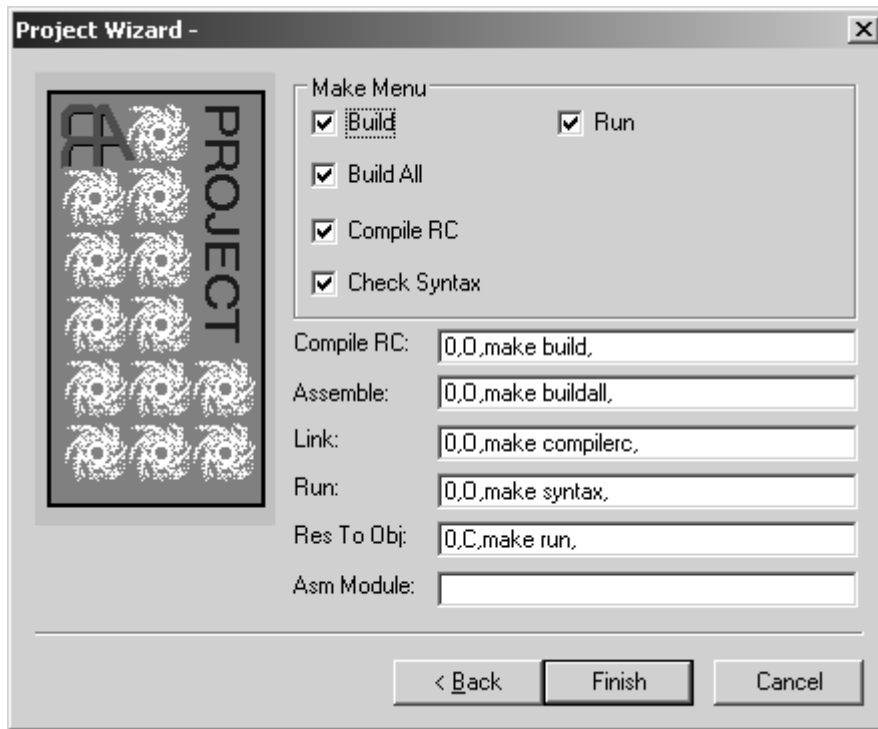 Project Wizard -
RA PROJECT
Make Menu
Build
Run
Build All
Compile RC
Check Syntax
Compile RC: 0,O,make build,
Assemble: 0,O,make buildall,
Link: 0,O,make compilerc,
Run: 0,O,make syntax,
Res To Obj: 0,C,make run,
Asm Module:
< Back
Finish
Cancel